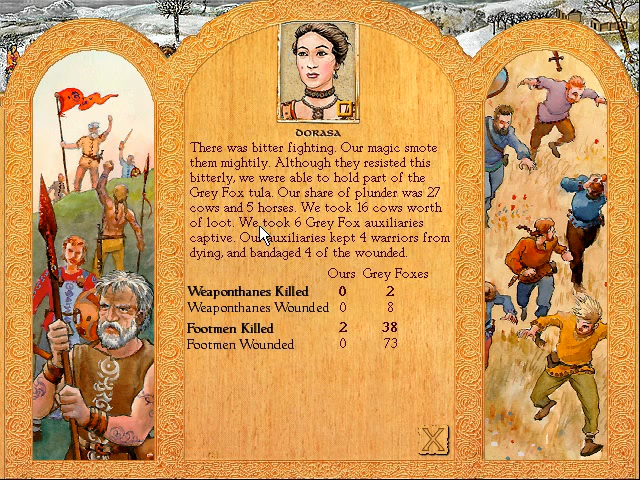 DORASA
There was bitter fighting. Our magic smote
them mightily. Although they resisted this
bitterly, we were able to hold part of the
Grey Fox tula. Our share of plunder was 27
cows and 5 horses. We took 16 cows worth
of loot. We took 6 Grey Fox auxiliaries
captive. Our auxiliaries kept 4 warriors from
dying, and bandaged 4 of the wounded.
Ours Grey Foxes
Weaponthanes Killed 0 2
Weaponthanes Wounded 0 8
Footmen Killed 2 38
Footmen Wounded 0 73
X